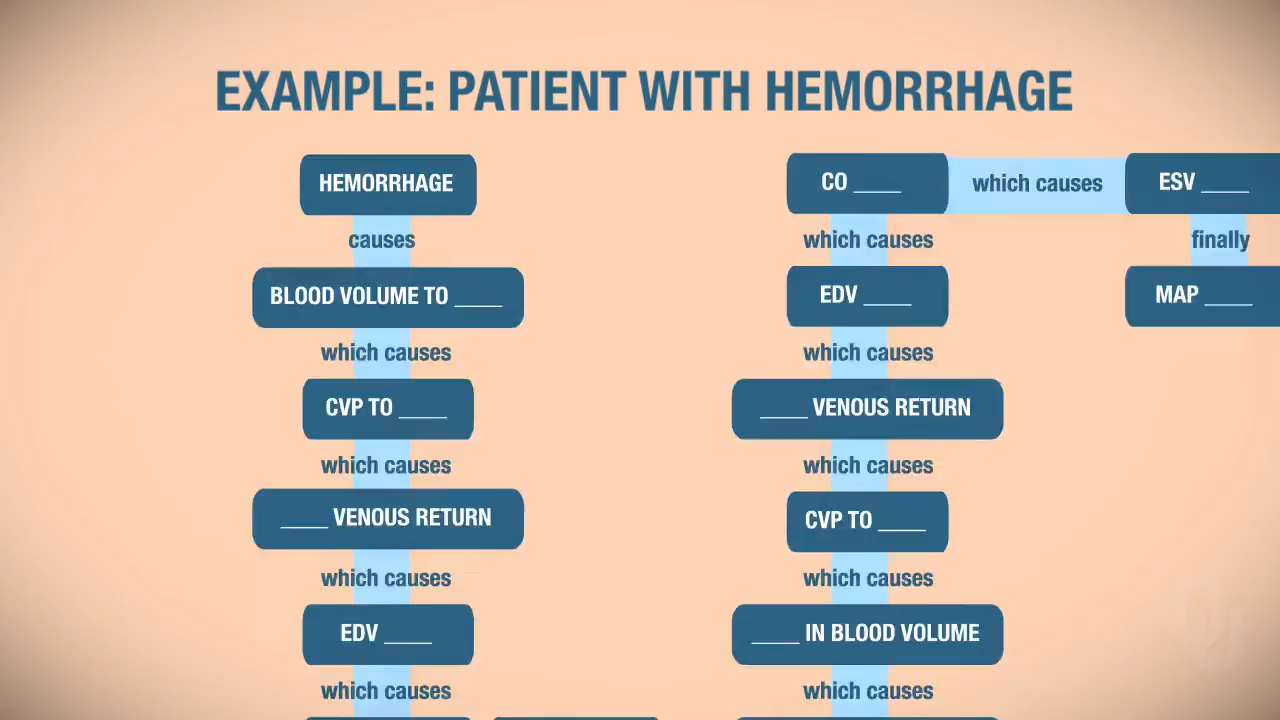 EXAMPLE: PATIENT WITH HEMORRHAGE
HEMORRHAGE
causes
BLOOD VOLUME TO ____
which causes
CVP TO ____
which causes
____ VENOUS RETURN
which causes
EDV ____
which causes
CO ____
which causes
EDV ____
which causes
____ VENOUS RETURN
which causes
CVP TO ____
which causes
____ IN BLOOD VOLUME
which causes
which causes
ESV ____
finally
MAP ____